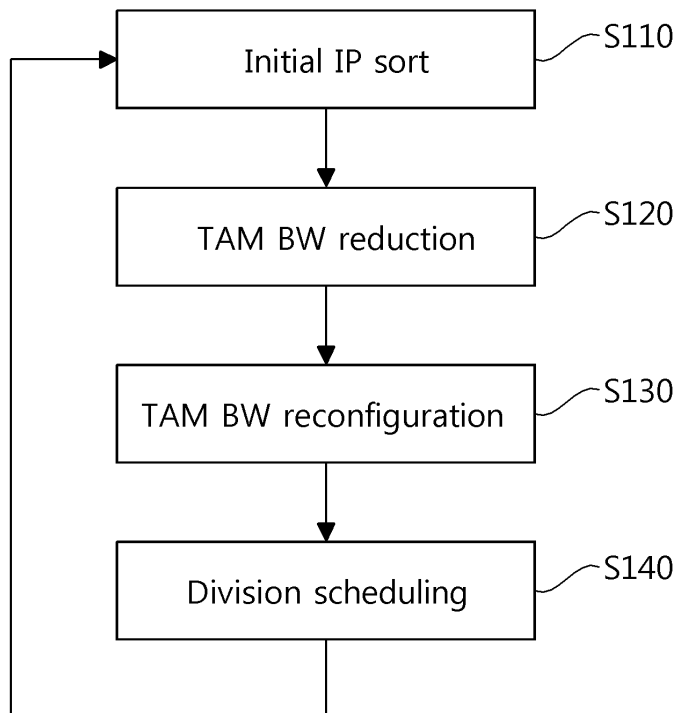 Initial IP sort
S110
TAM BW reduction
S120
TAM BW reconfiguration
S130
Division scheduling
S140